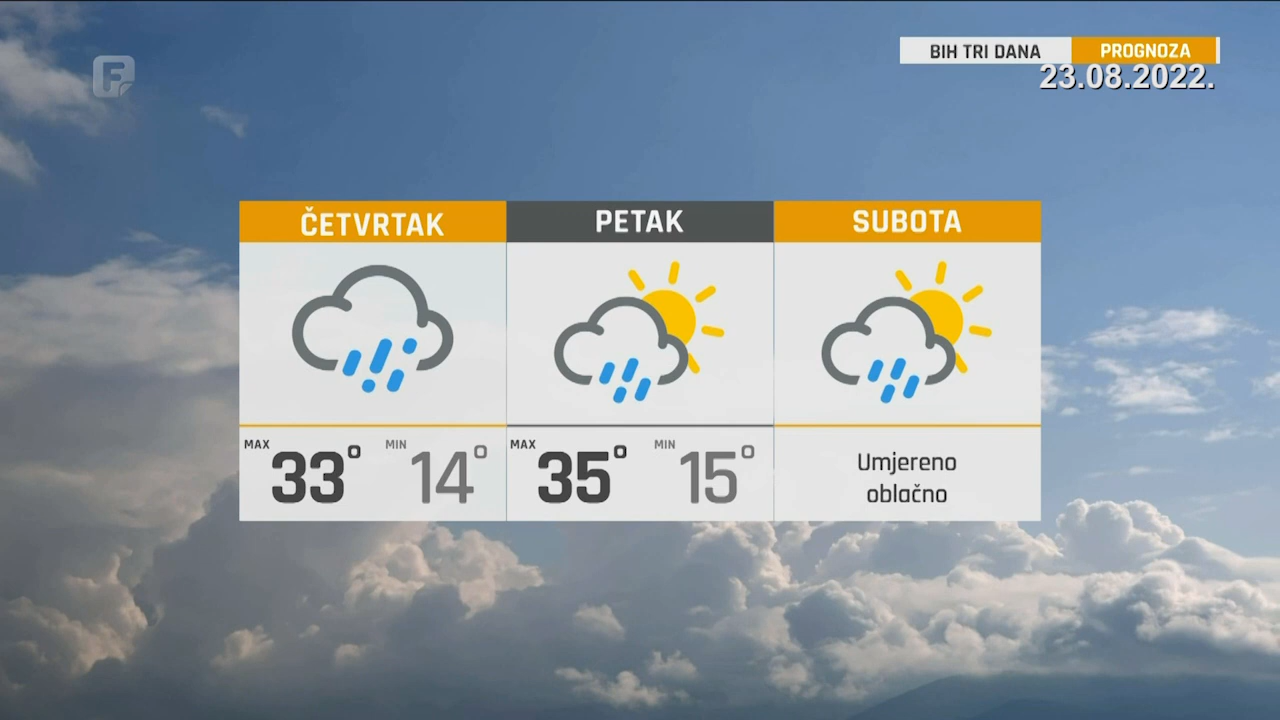 F
BIH TRI DANA PROGNOZA
23.08.2022.
ČETVRTAK PETAK SUBOTA
MAX 33° MIN 14° MAX 35° MIN 15°
Umjereno
oblačno